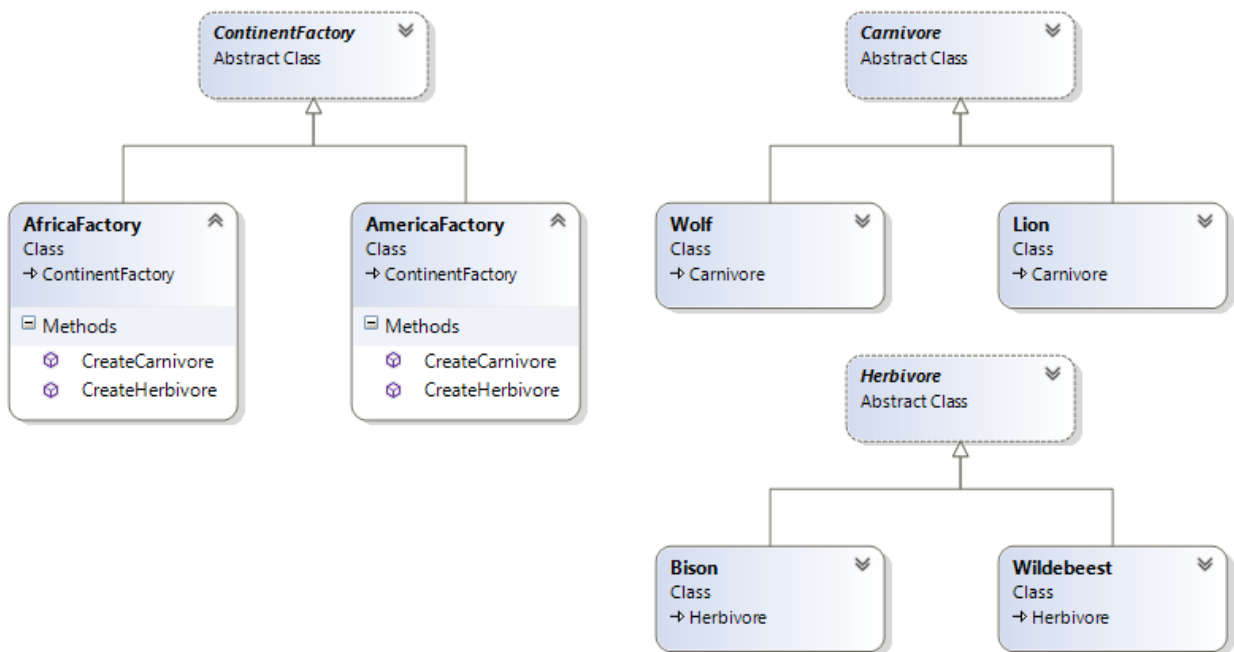 ContinentFactory
Abstract Class
Carnivore
Abstract Class
AfricaFactory
Class
ContinentFactory
Methods
CreateCarnivore
CreateHerbivore
AmericaFactory
Class
ContinentFactory
Methods
CreateCarnivore
CreateHerbivore
Wolf
Class
Carnivore
Lion
Class
Carnivore
Herbivore
Abstract Class
Bison
Class
Herbivore
Wildebeest
Class
Herbivore